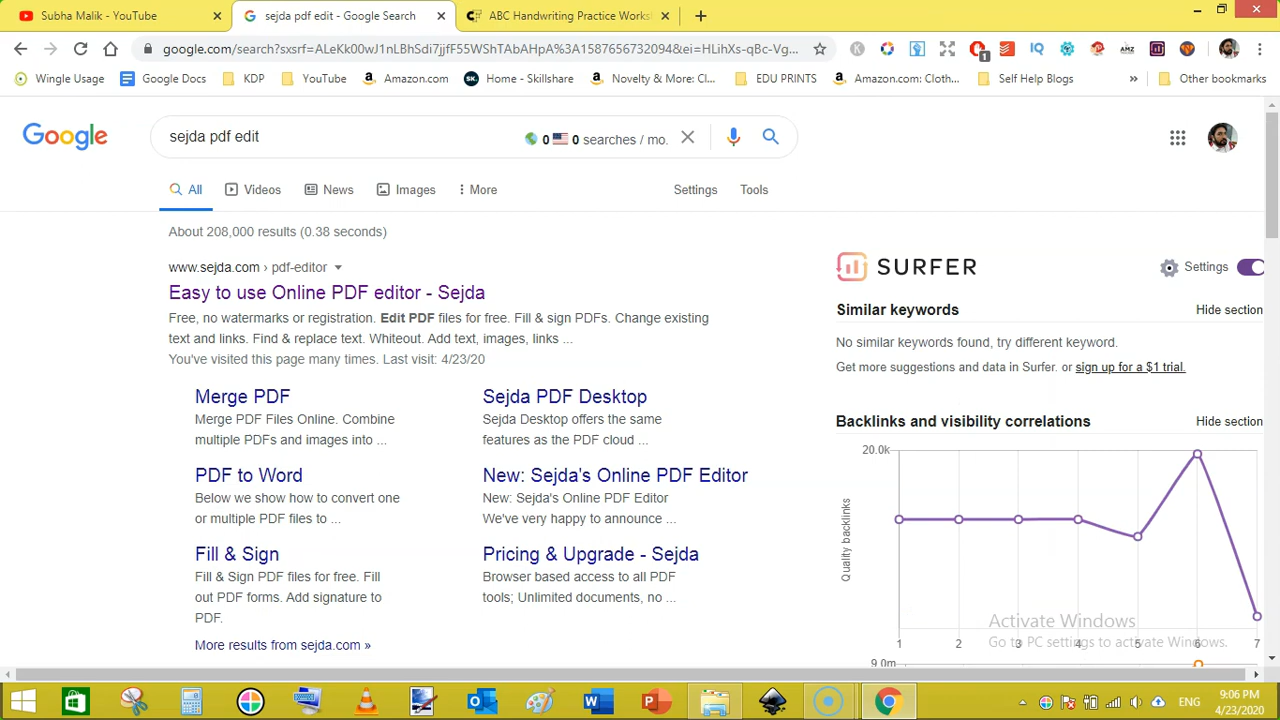 Subha Malik - YouTube
sejda pdf edit - Google Search
ABC Handwriting Practice Works
google.com/search?sxsrf=ALeKk00wJ1nLBhSdi7jjfF55WShTAbAHpA%3A1587656732094&ei=HLihXs-qBc-Vg...
IQ
AMZ
1
Wingle Usage
Google Docs
KDP
YouTube
Amazon.com
SK.
Home - Skillshare
Novelty & More: Cl...
EDU PRINTS
Amazon.com: Cloth...
Self Help Blogs
»
Other bookmarks
Google
sejda pdf edit
0
0 searches / mo.
All
Videos
News
Images
More
Settings
Tools
About 208,000 results (0.38 seconds)
www.sejda.com › pdf-editor
Easy to use Online PDF editor - Sejda
Free, no watermarks or registration. Edit PDF files for free. Fill & sign PDFs. Change existing
text and links. Find & replace text. Whiteout. Add text, images, links ...
You've visited this page many times. Last visit: 4/23/20
Merge PDF
Merge PDF Files Online. Combine
multiple PDFs and images into ...
Sejda PDF Desktop
Sejda Desktop offers the same
features as the PDF cloud ...
PDF to Word
Below we show how to convert one
or multiple PDF files to ...
New: Sejda's Online PDF Editor
New: Sejda's Online PDF Editor
We've very happy to announce ...
Fill & Sign
Fill & Sign PDF files for free. Fill
out PDF forms. Add signature to
PDF.
Pricing & Upgrade - Sejda
Browser based access to all PDF
tools; Unlimited documents, no ...
More results from sejda.com »
SURFER
Settings
Similar keywords
Hide section
No similar keywords found, try different keyword.
Get more suggestions and data in Surfer. or sign up for a $1 trial.
Backlinks and visibility correlations
Hide section
20.0k
Quality backlinks
1 2 3 4 5 6 7
9.0m
Activate Windows
Go to PC settings to activate Windows.
ENG
9:06 PM
4/23/2020